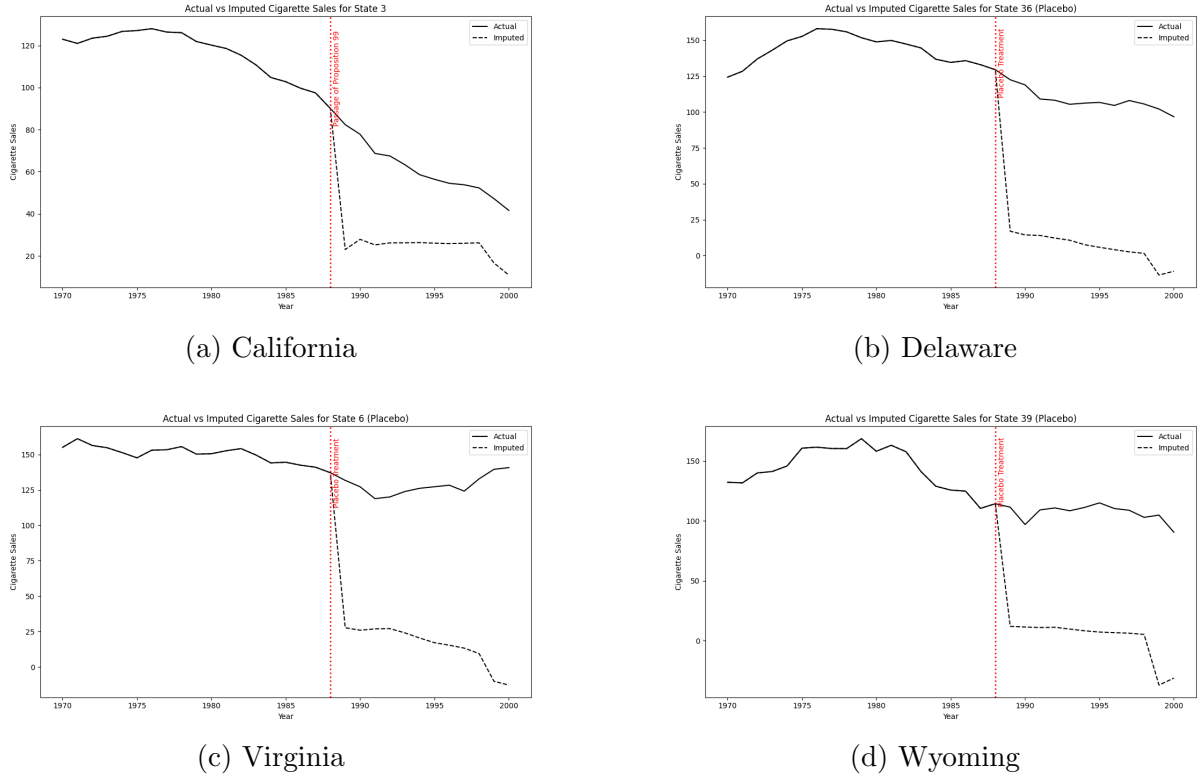 Actual vs Imputed Cigarette Sales for State 3
Actual
Imputed
Passage of Proposition 99
Cigarette Sales
120
100
80
60
40
20
1970 1975 1980 1985 1990 1995 2000
Year
(a) California
Actual vs Imputed Cigarette Sales for State 36 (Placebo)
Actual
Imputed
Placebo Treatment
Cigarette Sales
150
125
100
75
50
25
0
1970 1975 1980 1985 1990 1995 2000
Year
(b) Delaware
Actual vs Imputed Cigarette Sales for State 6 (Placebo)
Actual
Imputed
Placebo Treatment
Cigarette Sales
150
125
100
75
50
25
0
1970 1975 1980 1985 1990 1995 2000
Year
(c) Virginia
Actual vs Imputed Cigarette Sales for State 39 (Placebo)
Actual
Imputed
Placebo Treatment
Cigarette Sales
150
100
50
0
1970 1975 1980 1985 1990 1995 2000
Year
(d) Wyoming